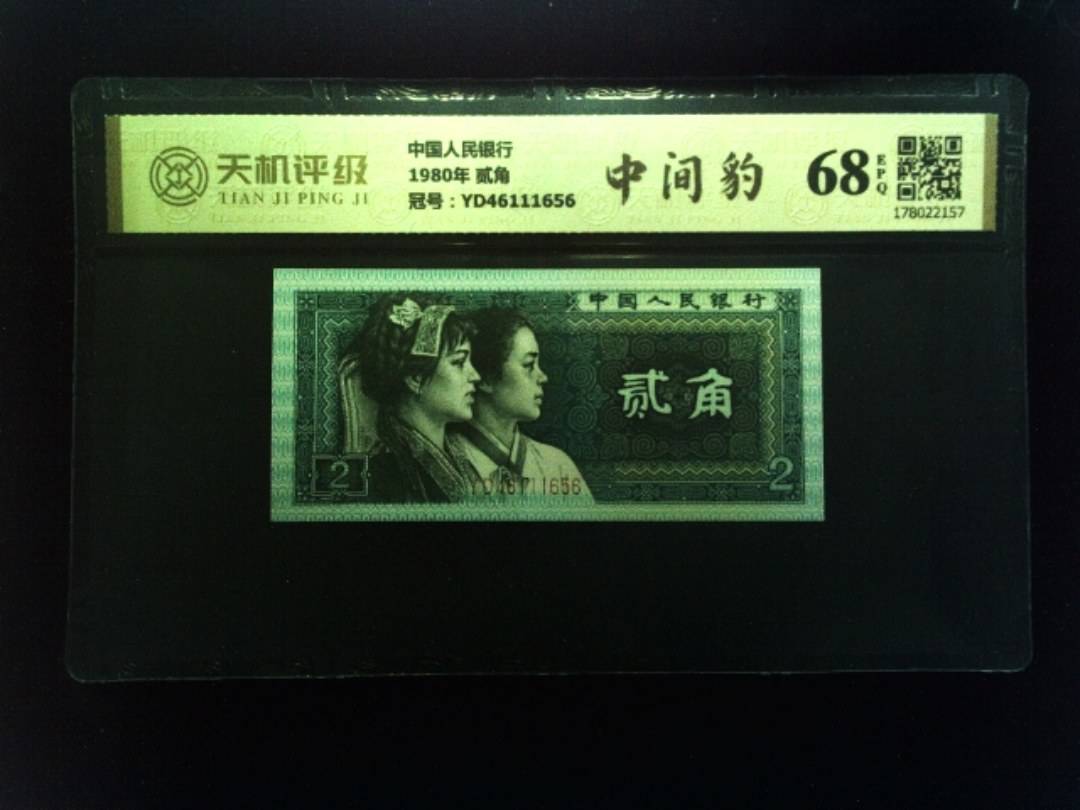 天机评级
TIAN JI PING JI
中国人民银行
1980年 贰角
冠号：YD46111656
中间豹
68
EPQ
178022157
中国人民银行
贰角
2
2
YD46111656